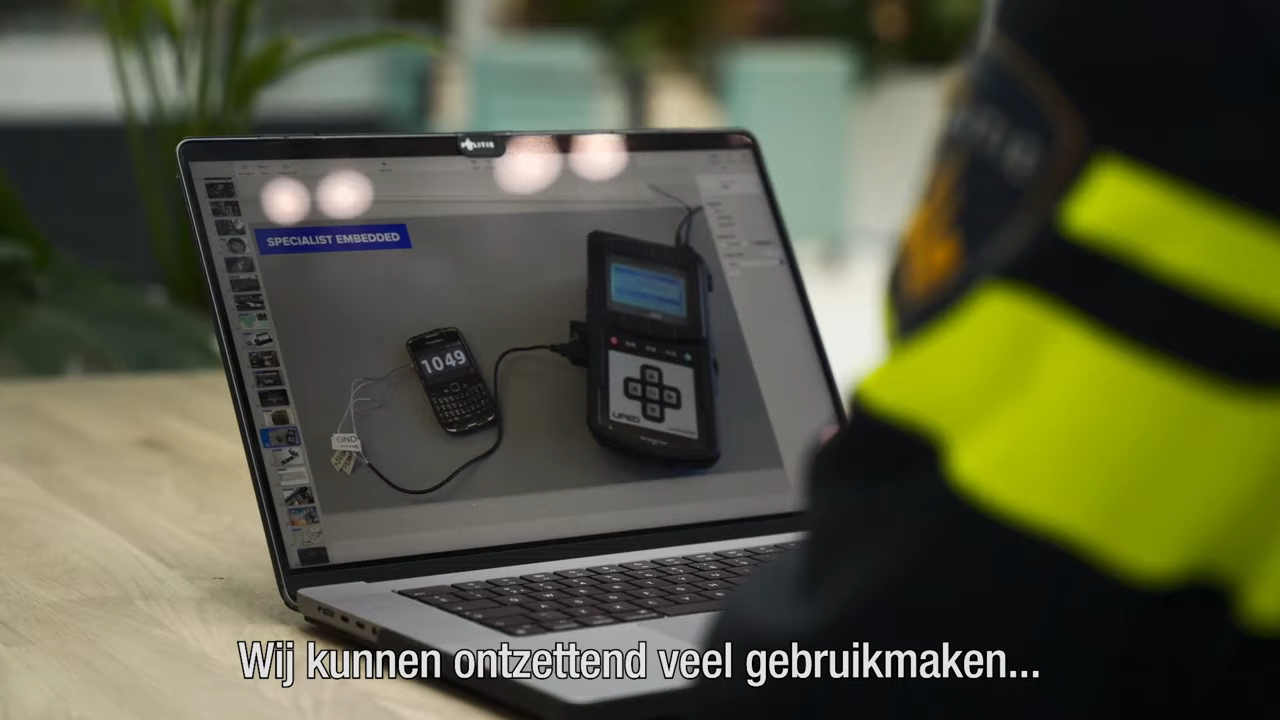 POLITIE
SPECIALIST EMBEDDED
1049
GND
UFED
Wij kunnen ontzettend veel gebruikmaken...